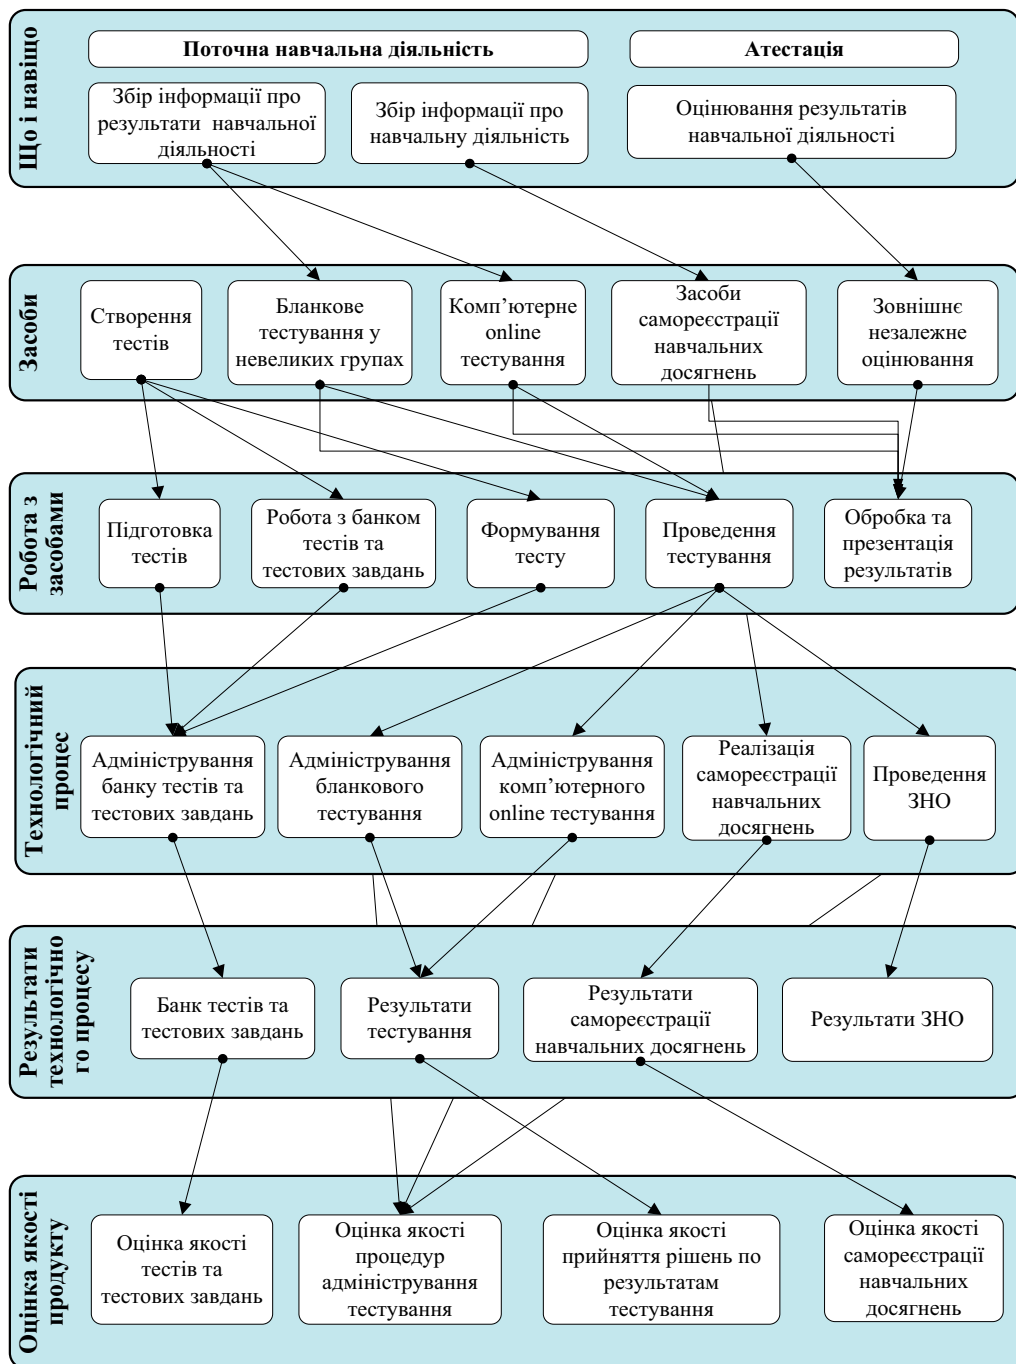 Що і навіщо
Поточна навчальна діяльність
Атестація
Збір інформації про
результати навчальної
діяльності
Збір інформації про
навчальну діяльність
Оцінювання результатів
навчальної діяльності
Засоби
Створення
тестів
Бланкове
тестування у
невеликих групах
Комп’ютерне
online
тестування
Засоби
самореєстрації
навчальних
досягнень
Зовнішнє
незалежне
оцінювання
Робота з
засобами
Підготовка
тестів
Робота з банком
тестів та
тестових завдань
Формування
тесту
Проведення
тестування
Обробка та
презентація
результатів
Технологічний
процес
Адміністрування
банку тестів та
тестових завдань
Адміністрування
бланкового
тестування
Адміністрування
комп’ютерного
online тестування
Реалізація
самореєстрації
навчальних
досягнень
Проведення
ЗНО
Результати
технологічно
го процесу
Банк тестів та
тестових завдань
Результати
тестування
Результати
самореєстрації
навчальних досягнень
Результати ЗНО
Оцінка якості
продукту
Оцінка якості
тестів та
тестових завдань
Оцінка якості
процедур
адміністрування
тестування
Оцінка якості
прийняття рішень по
результатам
тестування
Оцінка якості
самореєстрації
навчальних
досягнень